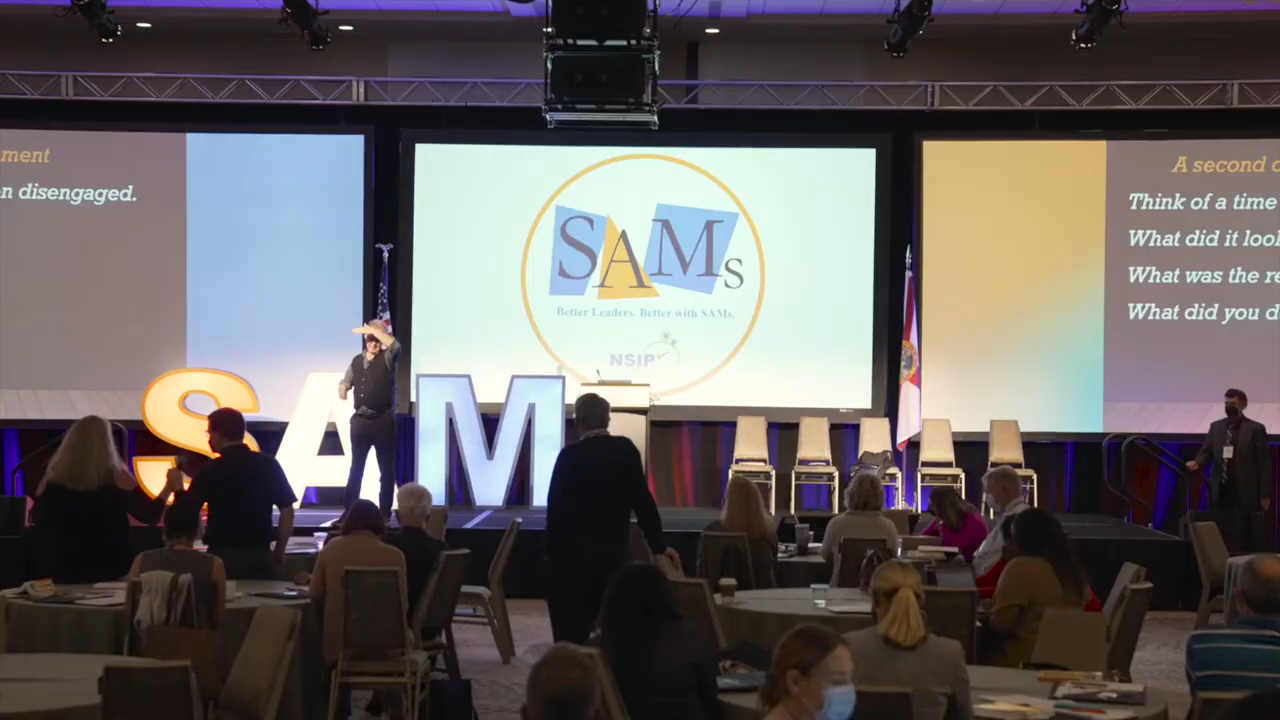 ment
n disengaged.
SAMs
Better Leaders. Better with SAMs.
NSIP
A second
Think of a time
What did it loo
What was the re
What did you d
SAM